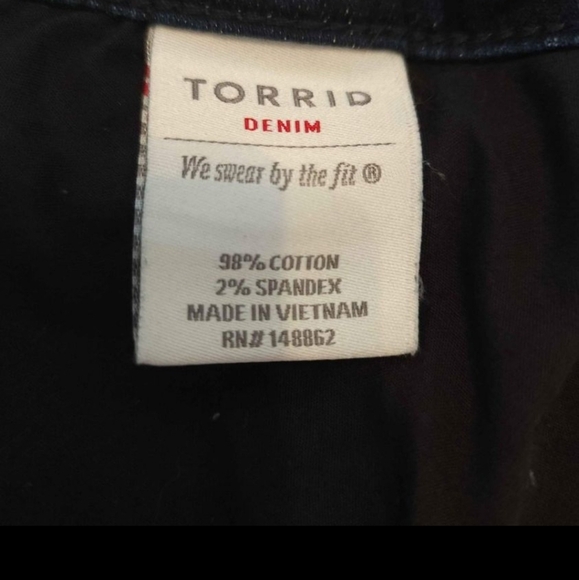 TORRID
DENIM
We swear by the fit ®
98% COTTON
2% SPANDEX
MADE IN VIETNAM
RN# 148862